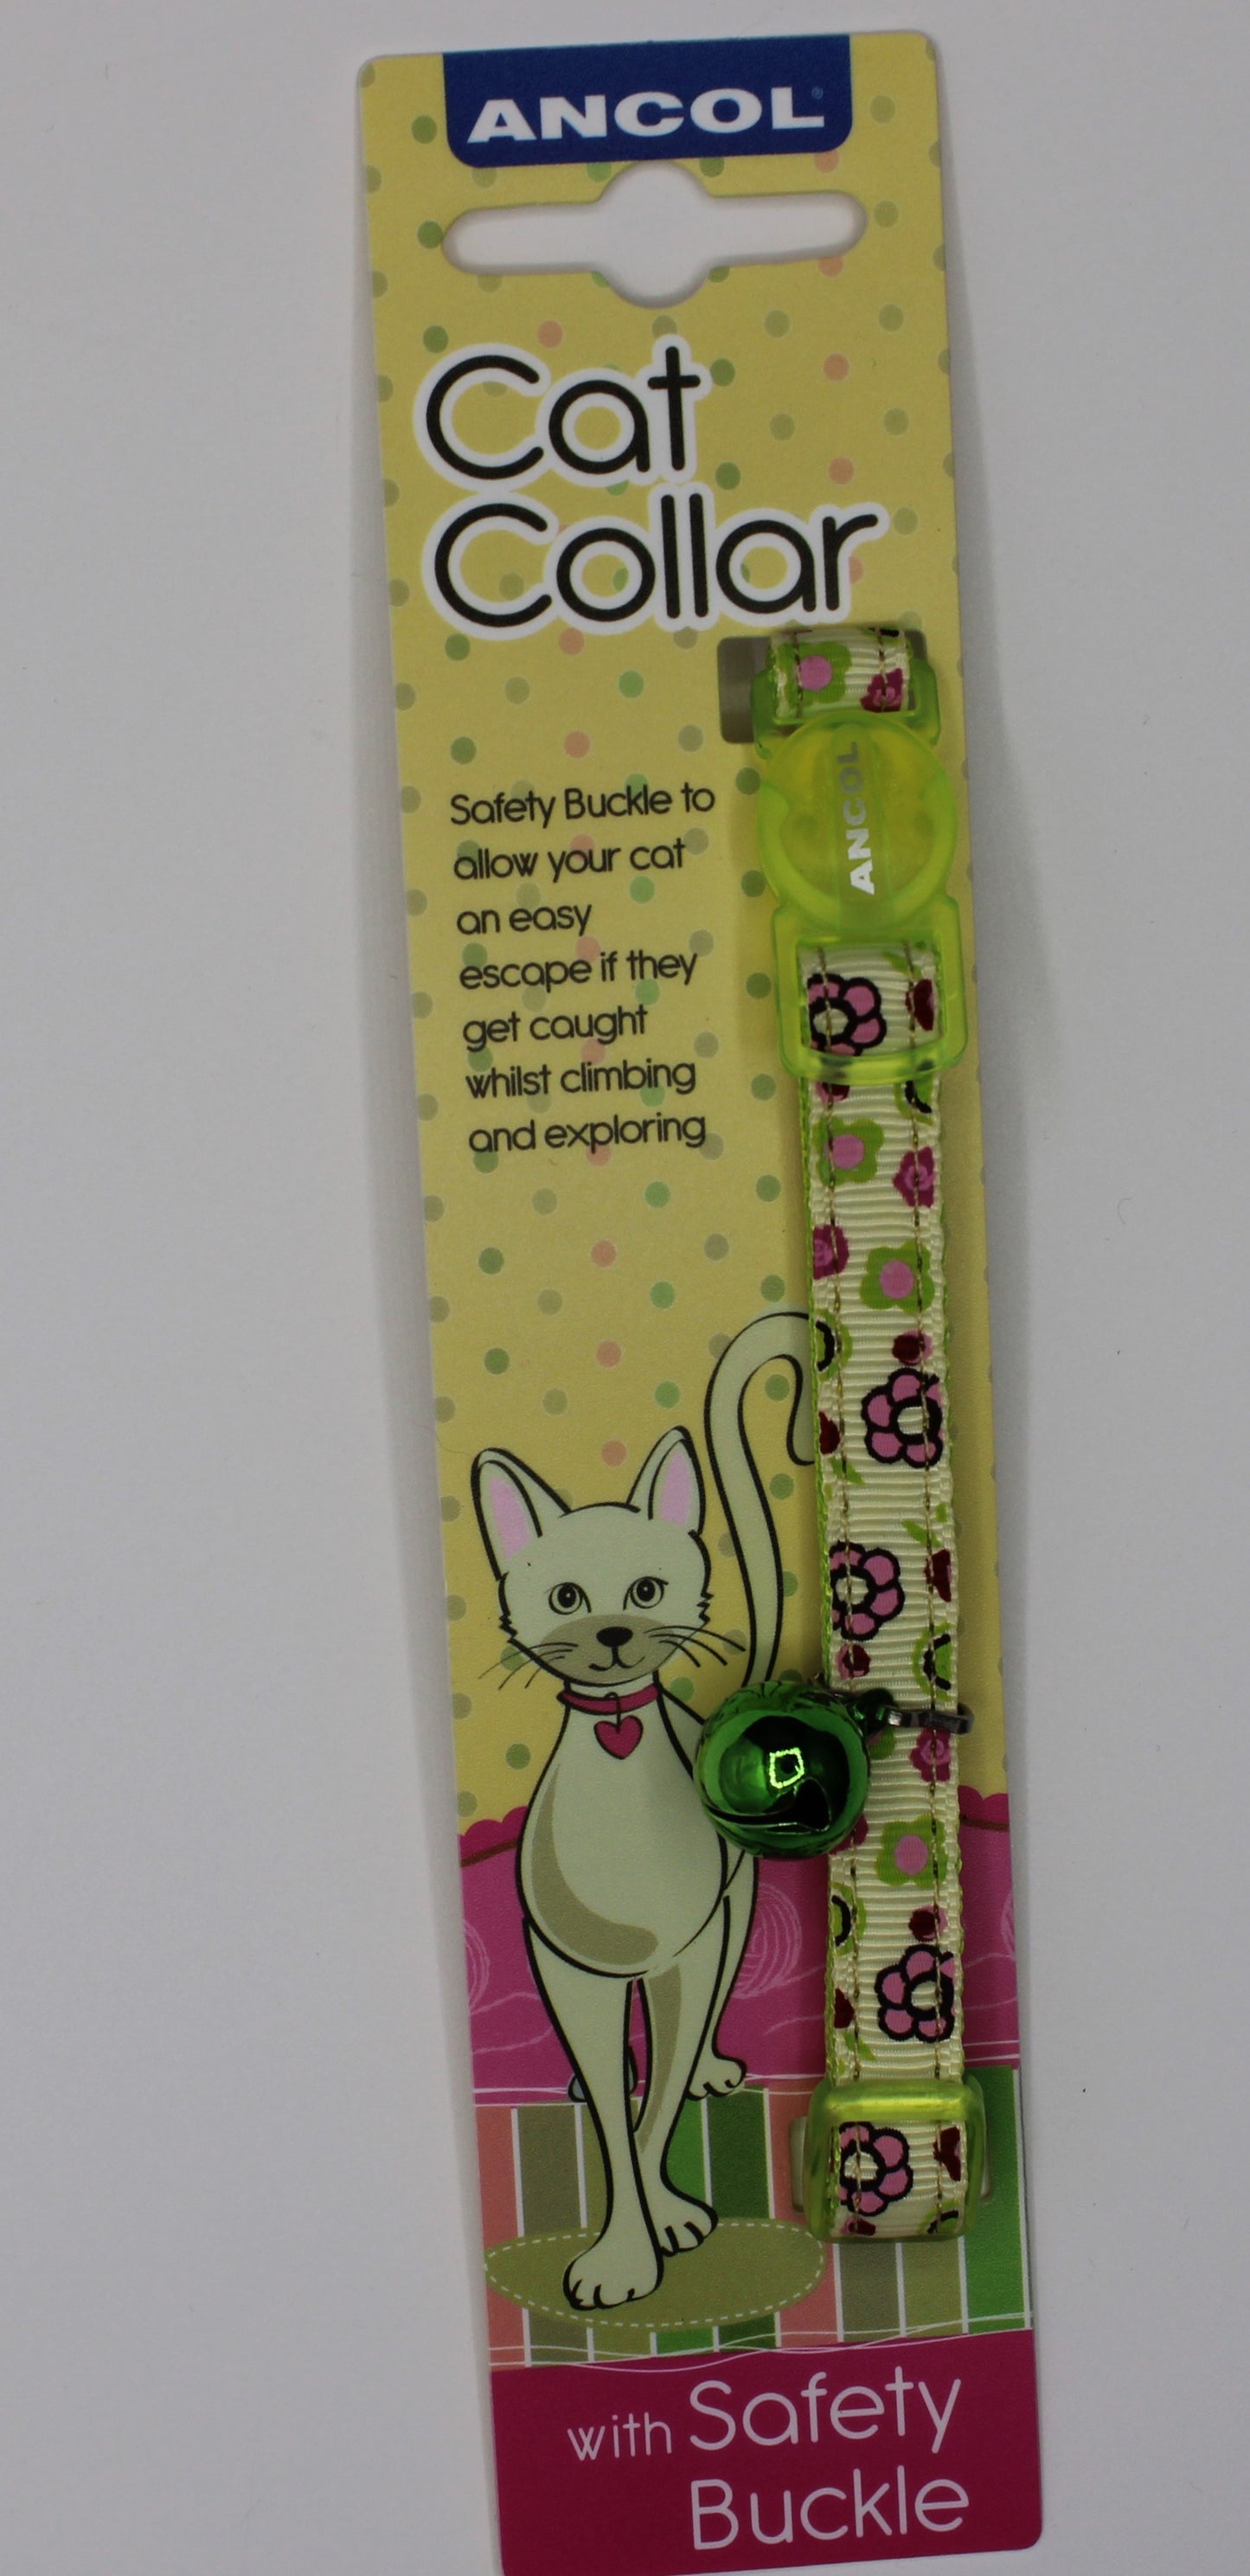 ANCOL
Cat
Collar
Safety Buckle to
allow your cat
an easy
escape if they
get caught
whilst climbing
and exploring
ANCOL
with Safety
Buckle